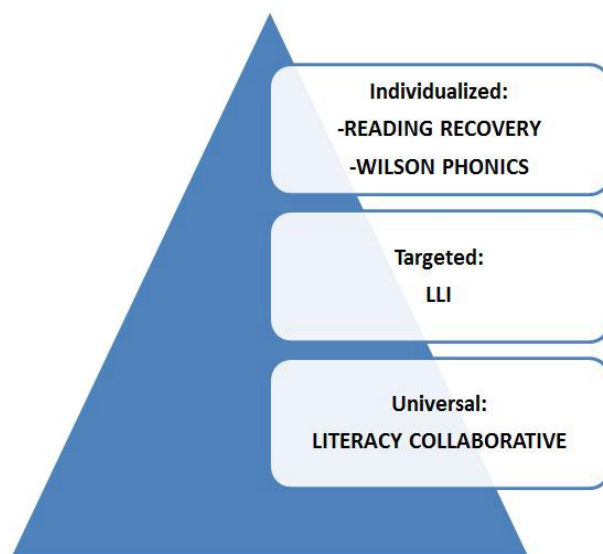 Individualized:
-READING RECOVERY
-WILSON PHONICS
Targeted:
LLI
Universal:
LITERACY COLLABORATIVE